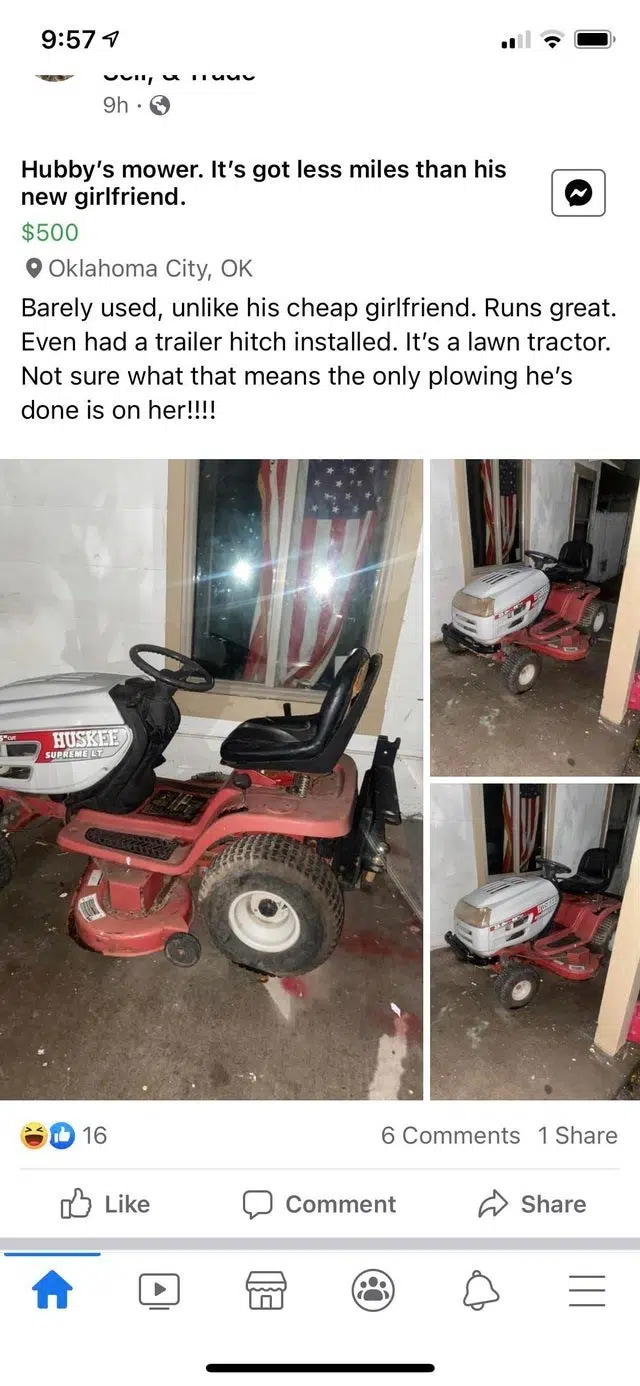 9:57
9h ·
Hubby's mower. It's got less miles than his
new girlfriend.
$500
Oklahoma City, OK
Barely used, unlike his cheap girlfriend. Runs great.
Even had a trailer hitch installed. It's a lawn tractor.
Not sure what that means the only plowing he's
done is on her!!!!
HUSKEE
SUPREME LT
HUSKEE
16
6 Comments 1 Share
Like
Comment
Share